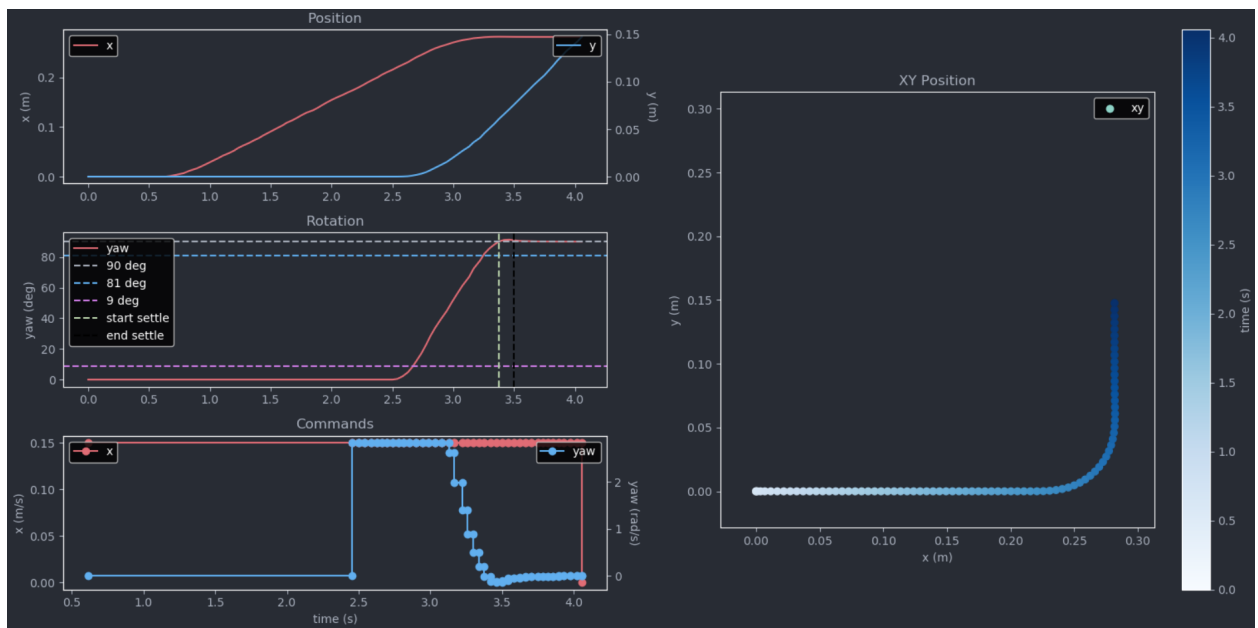 Position
x
y
x (m)
0.2
0.1
0.0
0.15
0.10
0.05
0.00
y (m)
0.0 0.5 1.0 1.5 2.0 2.5 3.0 3.5 4.0
Rotation
yaw
90 deg
81 deg
9 deg
start settle
end settle
yaw (deg)
80
60
40
20
0
0.0 0.5 1.0 1.5 2.0 2.5 3.0 3.5 4.0
Commands
x
yaw
x (m/s)
0.15
0.10
0.05
0.00
2
1
0
yaw (rad/s)
0.5 1.0 1.5 2.0 2.5 3.0 3.5 4.0
time (s)
XY Position
xy
y (m)
0.30
0.25
0.20
0.15
0.10
0.05
0.00
0.00 0.05 0.10 0.15 0.20 0.25 0.30
x (m)
4.0
3.5
3.0
2.5
2.0
1.5
1.0
0.5
0.0
time (s)